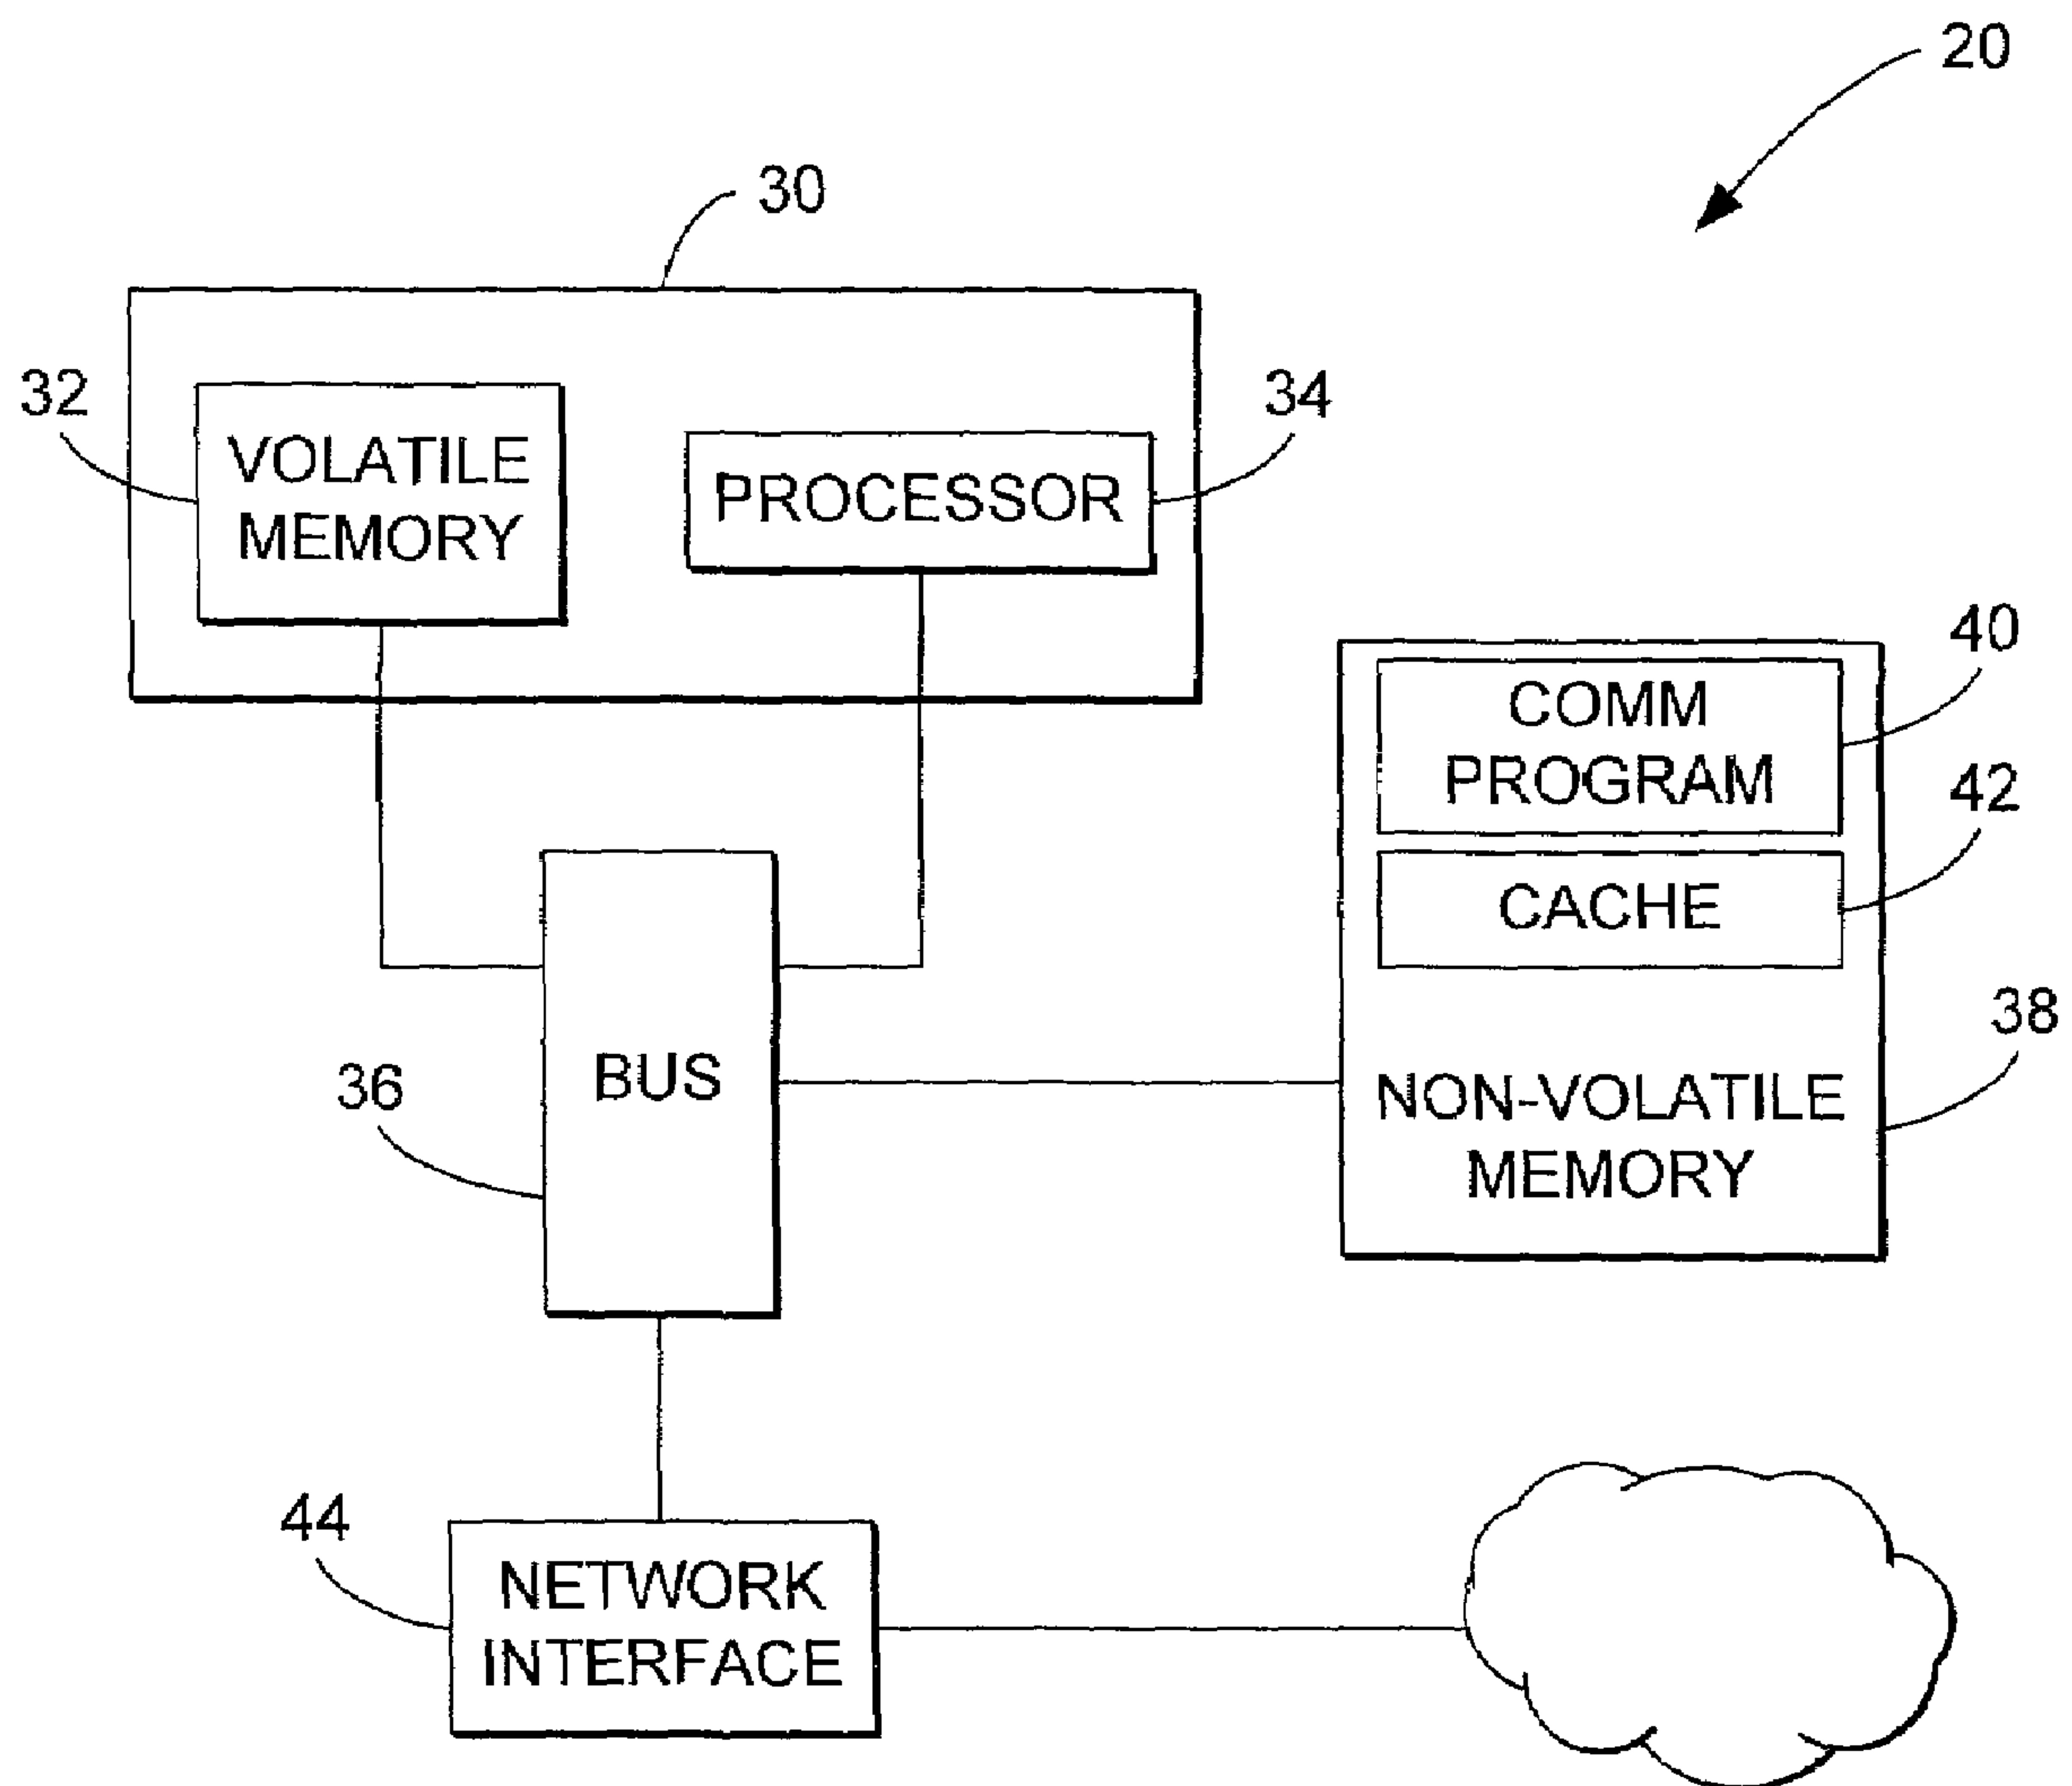 20
30
32
VOLATILE
MEMORY
34
PROCESSOR
40
COMM
PROGRAM
42
CACHE
38
NON-VOLATILE
MEMORY
36
BUS
44
NETWORK
INTERFACE